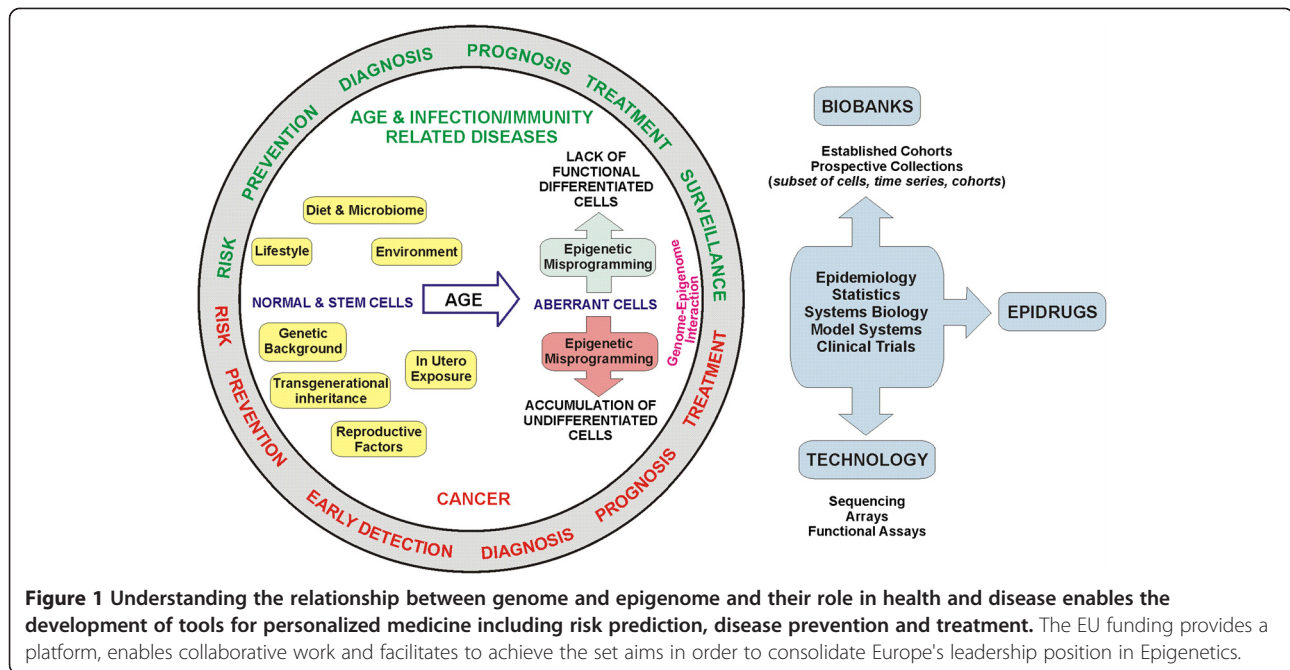 RISK PREVENTION DIAGNOSIS PROGNOSIS TREATMENT SURVEILLANCE
AGE & INFECTION/IMMUNITY
RELATED DISEASES
LACK OF
FUNCTIONAL
DIFFERENTIATED
CELLS
Diet & Microbiome
Lifestyle
Environment
Epigenetic
Misprogramming
NORMAL & STEM CELLS
AGE
ABERRANT CELLS
Genome-Epigenome
Interaction
Genetic
Background
In Utero
Exposure
Transgenerational
inheritance
Reproductive
Factors
Epigenetic
Misprogramming
ACCUMULATION OF
UNDIFFERENTIATED
CELLS
CANCER
RISK PREVENTION EARLY DETECTION DIAGNOSIS PROGNOSIS TREATMENT
BIOBANKS
Established Cohorts
Prospective Collections
(subset of cells, time series, cohorts)
Epidemiology
Statistics
Systems Biology
Model Systems
Clinical Trials
EPIDRUGS
TECHNOLOGY
Sequencing
Arrays
Functional Assays
Figure 1 Understanding the relationship between genome and epigenome and their role in health and disease enables the
development of tools for personalized medicine including risk prediction, disease prevention and treatment. The EU funding provides a
platform, enables collaborative work and facilitates to achieve the set aims in order to consolidate Europe's leadership position in Epigenetics.